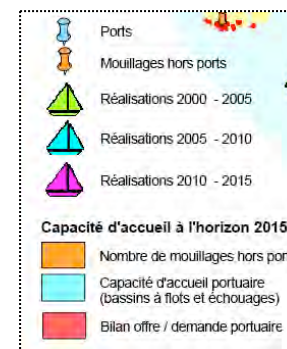 Ports
Mouillages hors ports
Réalisations 2000 - 2005
Réalisations 2005 - 2010
Réalisations 2010 - 2015
Capacité d'accueil à l'horizon 2015
Nombre de mouillages hors por
Capacité d'accueil portuaire
(bassins à flots et échouages)
Bilan offre / demande portuaire